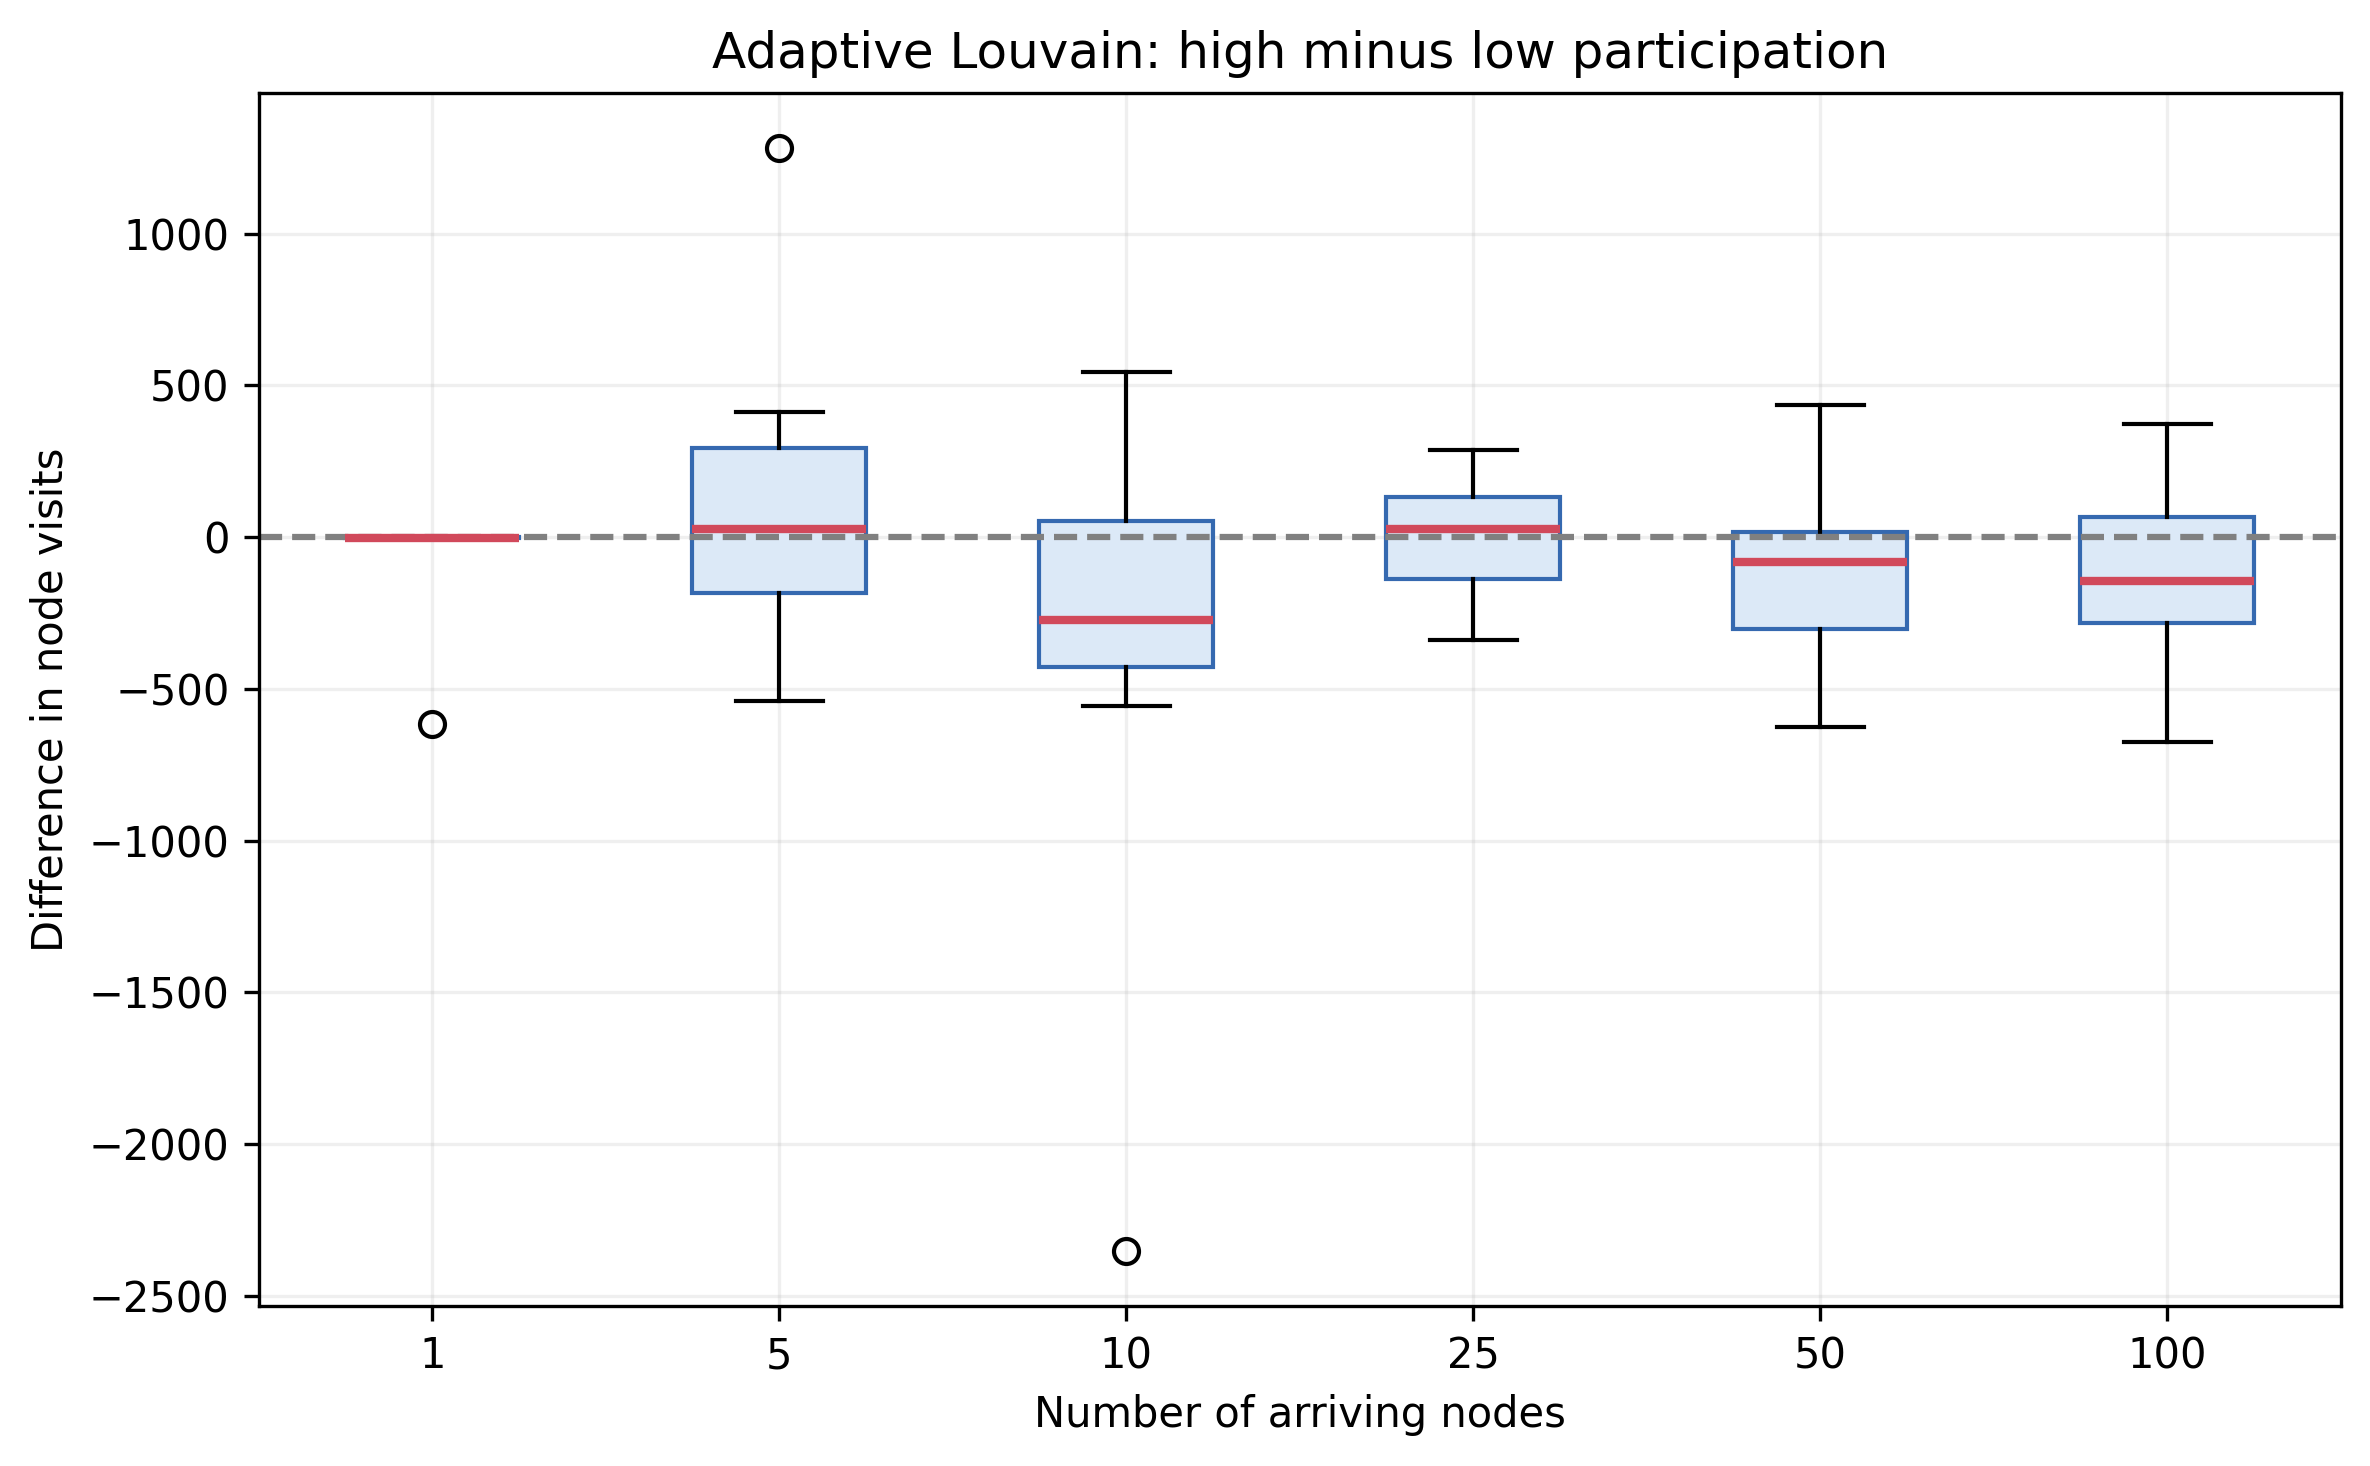 Adaptive Louvain: high minus low participation
Difference in node visits
1000
500
0
−500
−1000
−1500
−2000
−2500
1 5 10 25 50 100
Number of arriving nodes